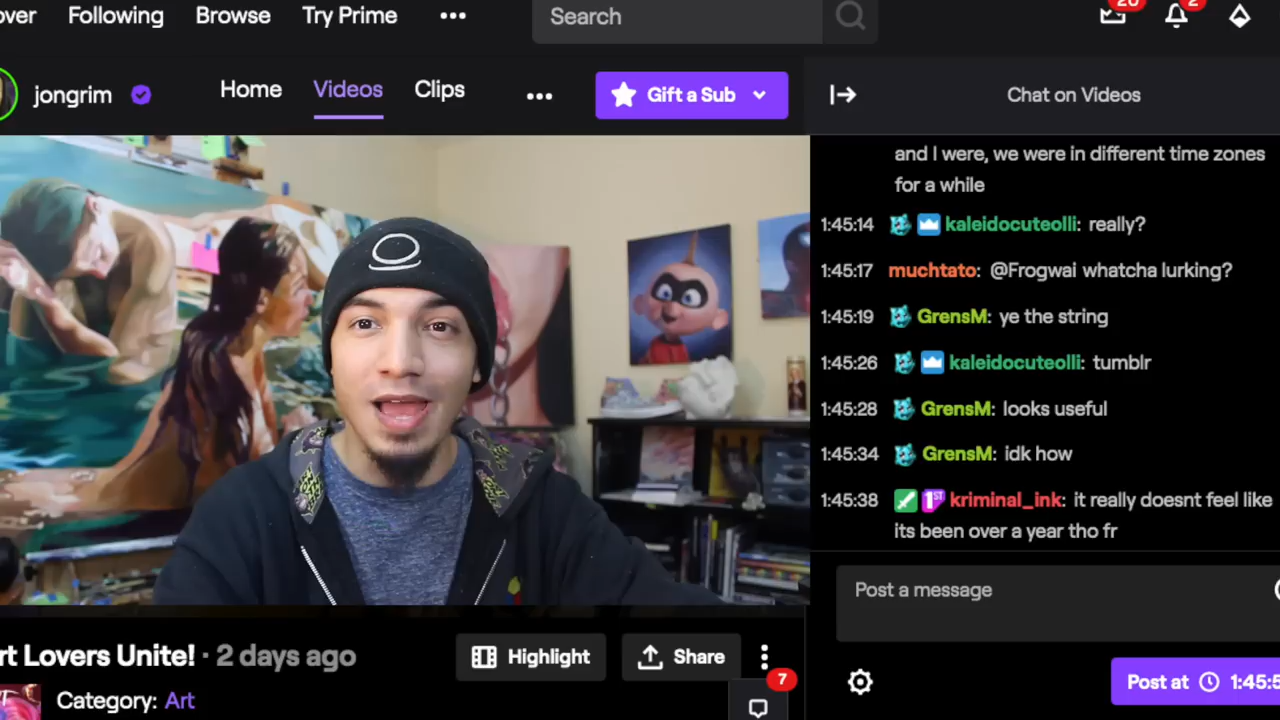 over Following Browse Try Prime ••• Search 20 2
jongrim Home Videos Clips ••• Gift a Sub Chat on Videos
and I were, we were in different time zones
for a while
1:45:14 kaleidocuteolli: really?
1:45:17 muchtato: @Frogwai whatcha lurking?
1:45:19 GrensM: ye the string
1:45:26 kaleidocuteolli: tumblr
1:45:28 GrensM: looks useful
1:45:34 GrensM: idk how
1:45:38 1ST kriminal_ink: it really doesnt feel like
its been over a year tho fr
Post a message
rt Lovers Unite! · 2 days ago Highlight Share
7
Category: Art
Post at 1:45:5